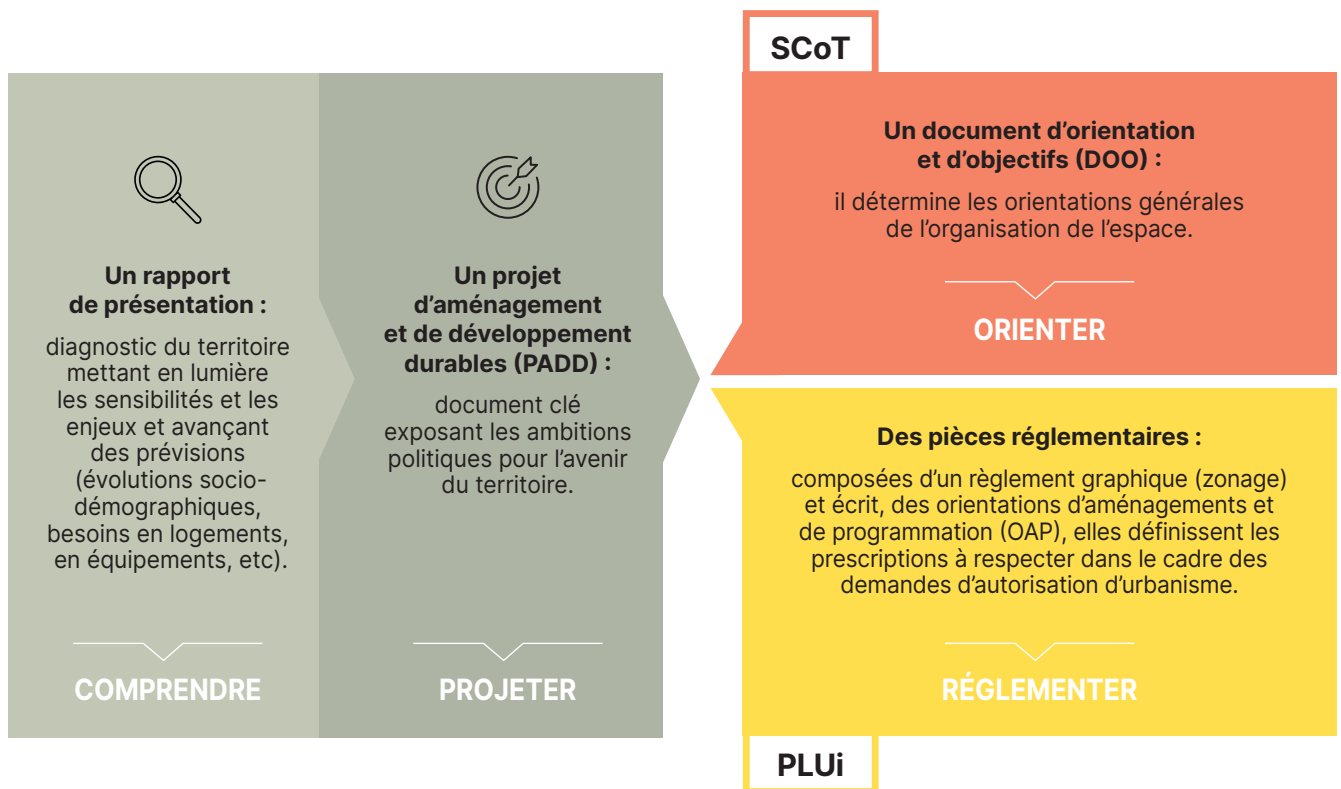 Un rapport
de présentation :
diagnostic du territoire
mettant en lumière
les sensibilités et les
enjeux et avançant
des prévisions
(évolutions socio-
démographiques,
besoins en logements,
en équipements, etc).
COMPRENDRE
Un projet
d’aménagement
et de développement
durables (PADD) :
document clé
exposant les ambitions
politiques pour l’avenir
du territoire.
PROJETER
SCoT
Un document d’orientation
et d’objectifs (DOO) :
il détermine les orientations générales
de l’organisation de l’espace.
ORIENTER
Des pièces réglementaires :
composées d’un règlement graphique (zonage)
et écrit, des orientations d’aménagements et
de programmation (OAP), elles définissent les
prescriptions à respecter dans le cadre des
demandes d’autorisation d’urbanisme.
RÉGLEMENTER
PLUi